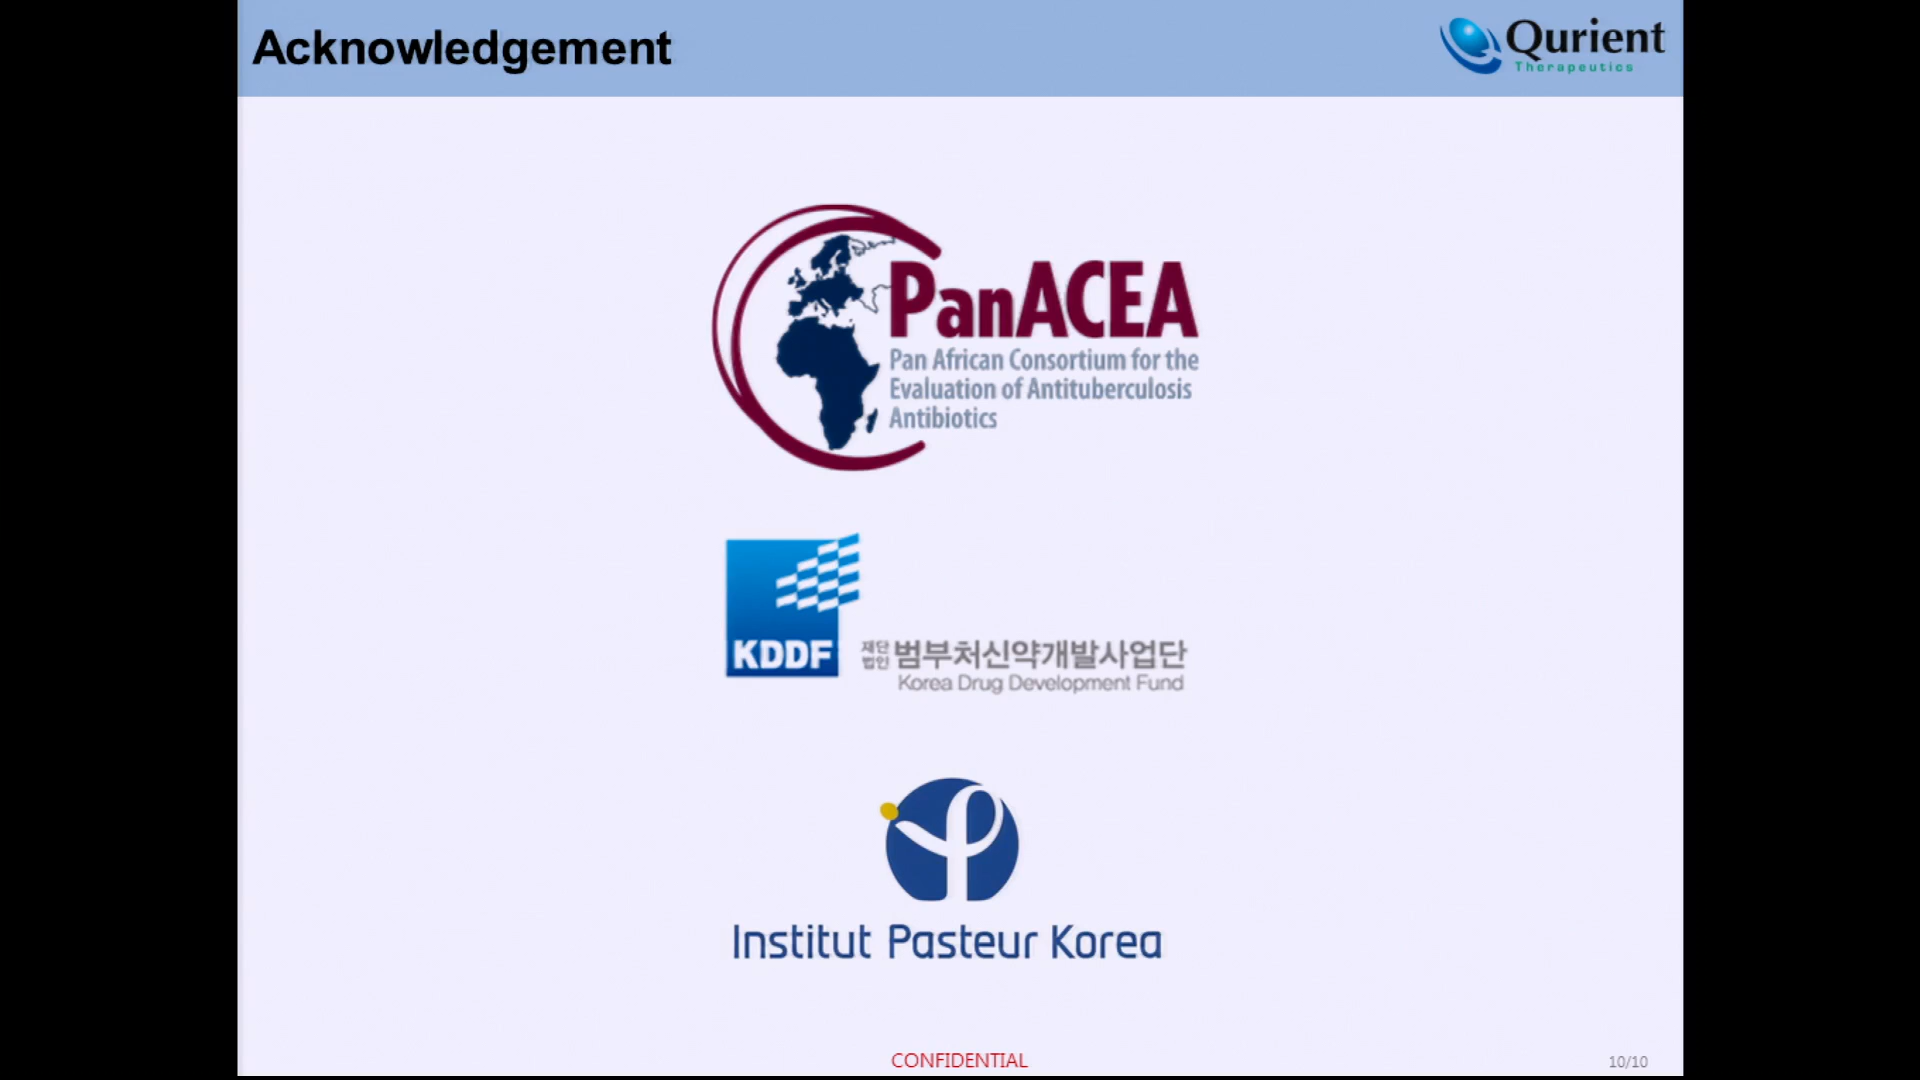 Acknowledgement
Qurient
Therapeutics
PanACEA
Pan African Consortium for the
Evaluation of Antituberculosis
Antibiotics
KDDF
재단법인 범부처신약개발사업단
Korea Drug Development Fund
Institut Pasteur Korea
CONFIDENTIAL
10/10